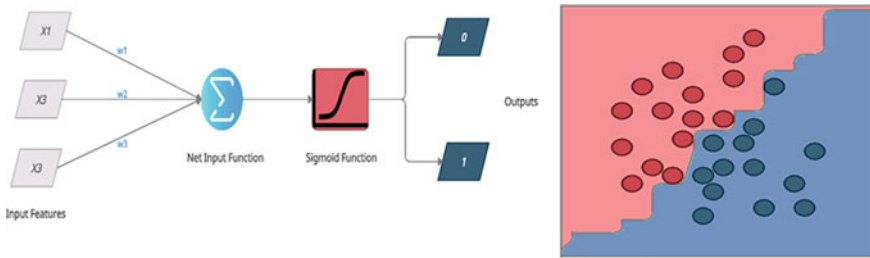 X1
w1
X3
w2
X3
w3
Input Features
Net Input Function
Sigmoid Function
0
Outputs
1